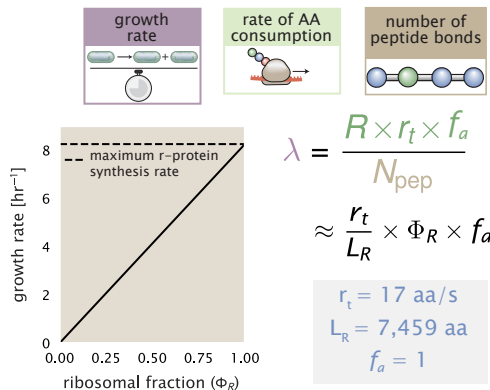 growth
rate
rate of AA
consumption
number of
peptide bonds
λ = R × r_t × f_a / N_pep
≈ r_t / L_R × Φ_R × f_a
r_t = 17 aa/s
L_R = 7,459 aa
f_a = 1
growth rate [hr⁻¹]
8
6
4
2
0
maximum r-protein
synthesis rate
0.00 0.25 0.50 0.75 1.00
ribosomal fraction (Φ_R)